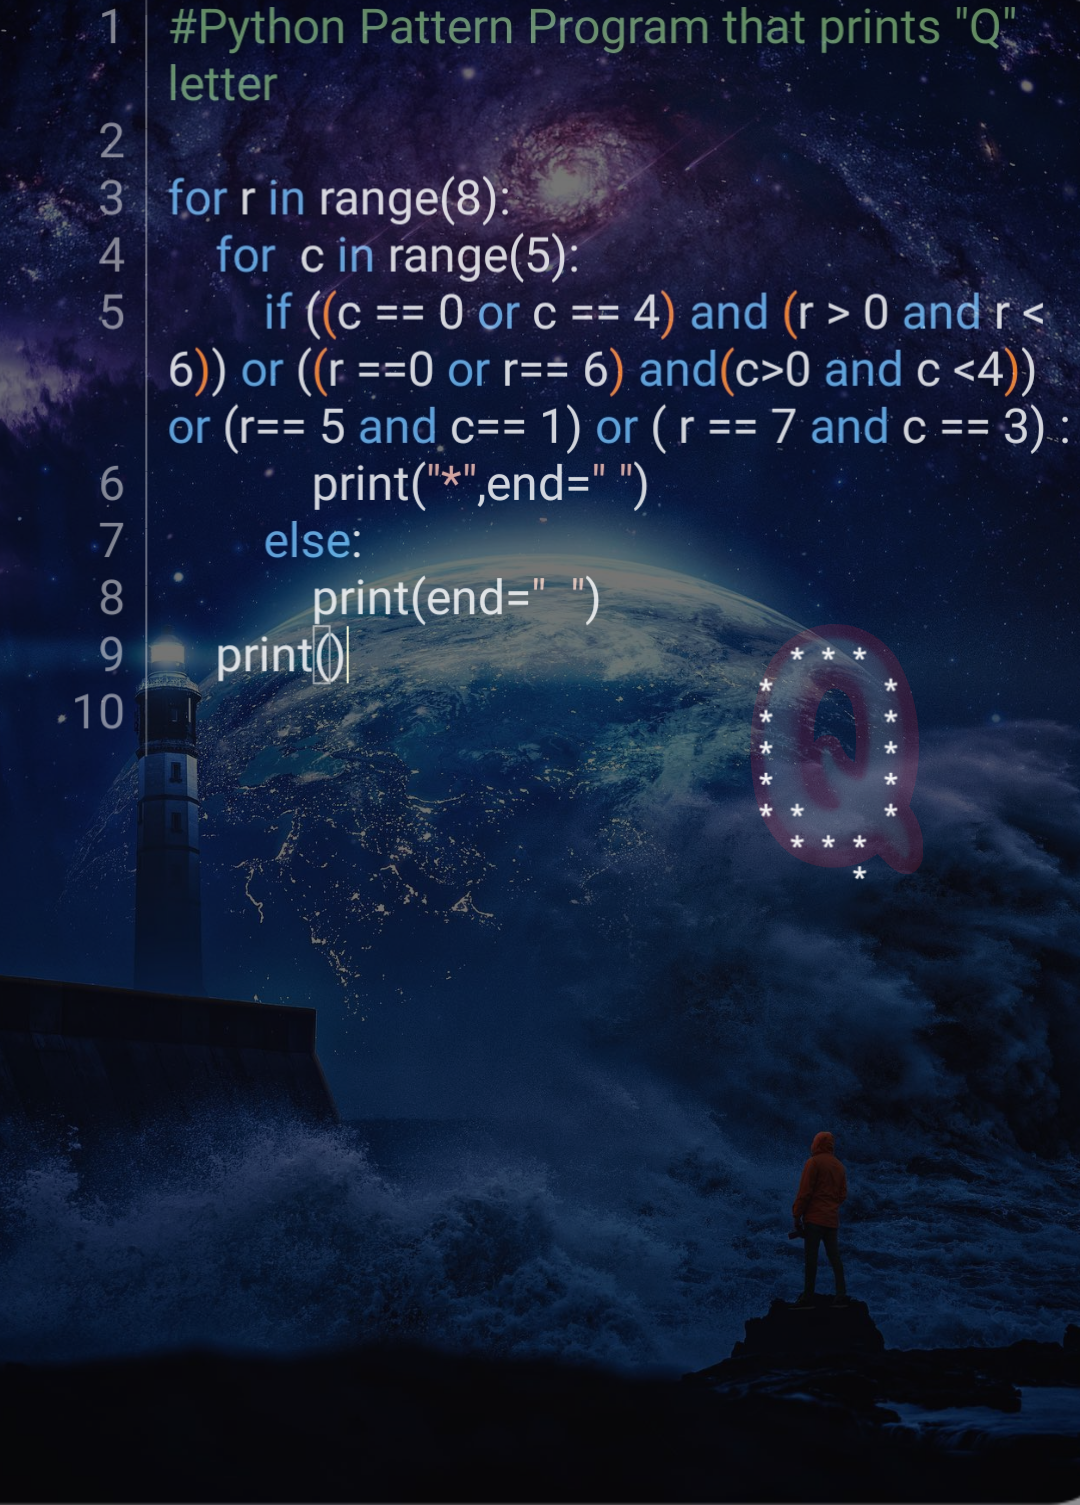 1 #Python Pattern Program that prints "Q"
letter
2
3 for r in range(8):
4 for  c in range(5):
5 if ((c == 0 or c == 4) and (r > 0 and r <
6)) or ((r ==0 or r== 6) and(c>0 and c <4))
or (r== 5 and c== 1) or ( r == 7 and c == 3) :
6 print("*",end=" ")
7 else:
8 print(end="  ")
9 print()
10
  * * *
*       *
*       *
*       *
*       *
* *     *
  * * *
      *